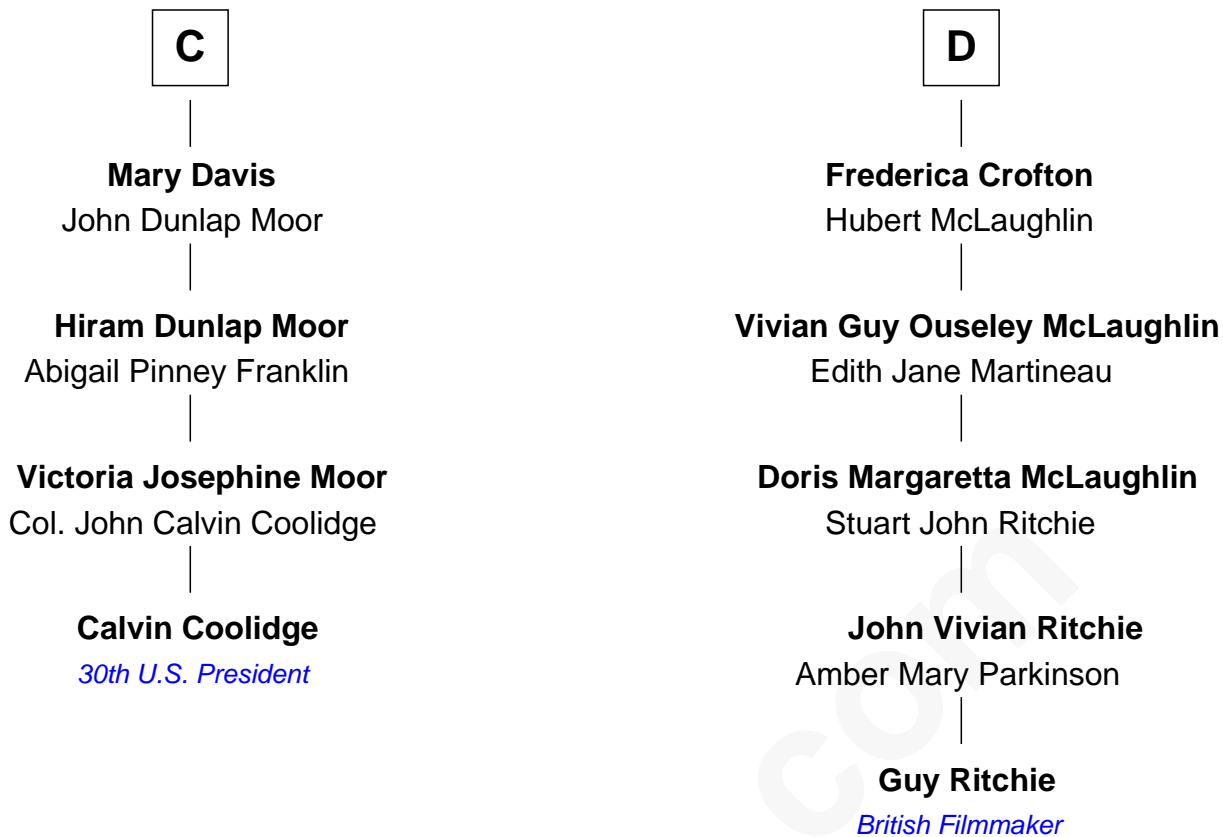 C
Mary Davis
John Dunlap Moor
Hiram Dunlap Moor
Abigail Pinney Franklin
Victoria Josephine Moor
Col. John Calvin Coolidge
Calvin Coolidge
30th U.S. President
D
Frederica Crofton
Hubert McLaughlin
Vivian Guy Ouseley McLaughlin
Edith Jane Martineau
Doris Margaretta McLaughlin
Stuart John Ritchie
John Vivian Ritchie
Amber Mary Parkinson
Guy Ritchie
British Filmmaker
com